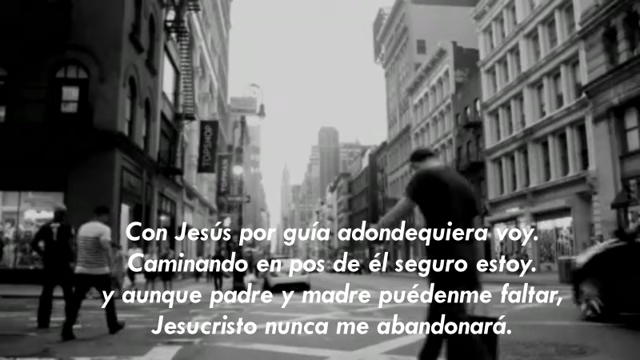 TOPSHOP
Con Jesús por guía adondequiera voy.
Caminando en pos de él seguro estoy.
y aunque padre y madre puédenme faltar,
Jesucristo nunca me abandonará.